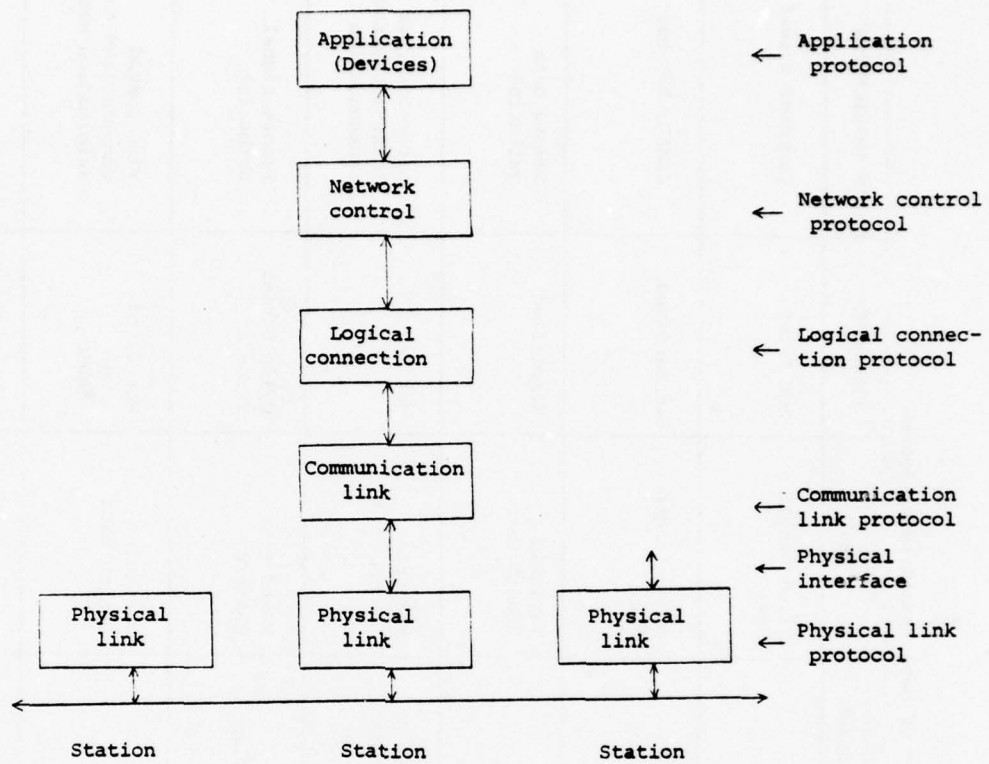 Application
(Devices)
Application
protocol
Network
control
Network control
protocol
Logical
connection
Logical connec-
tion protocol
Communication
link
Communication
link protocol
Physical
interface
Physical
link
Physical
link
Physical
link
Physical link
protocol
Station
Station
Station